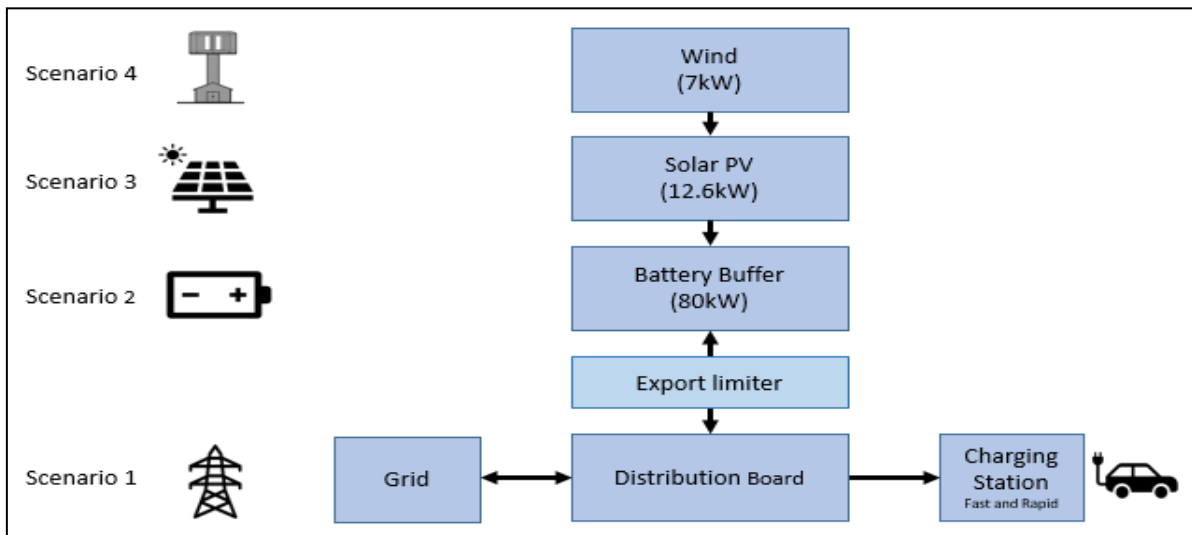 Scenario 4
Wind
(7kW)
Scenario 3
Solar PV
(12.6kW)
Scenario 2
Battery Buffer
(80kW)
Export limiter
Scenario 1
Grid
Distribution Board
Charging
Station
Fast and Rapid